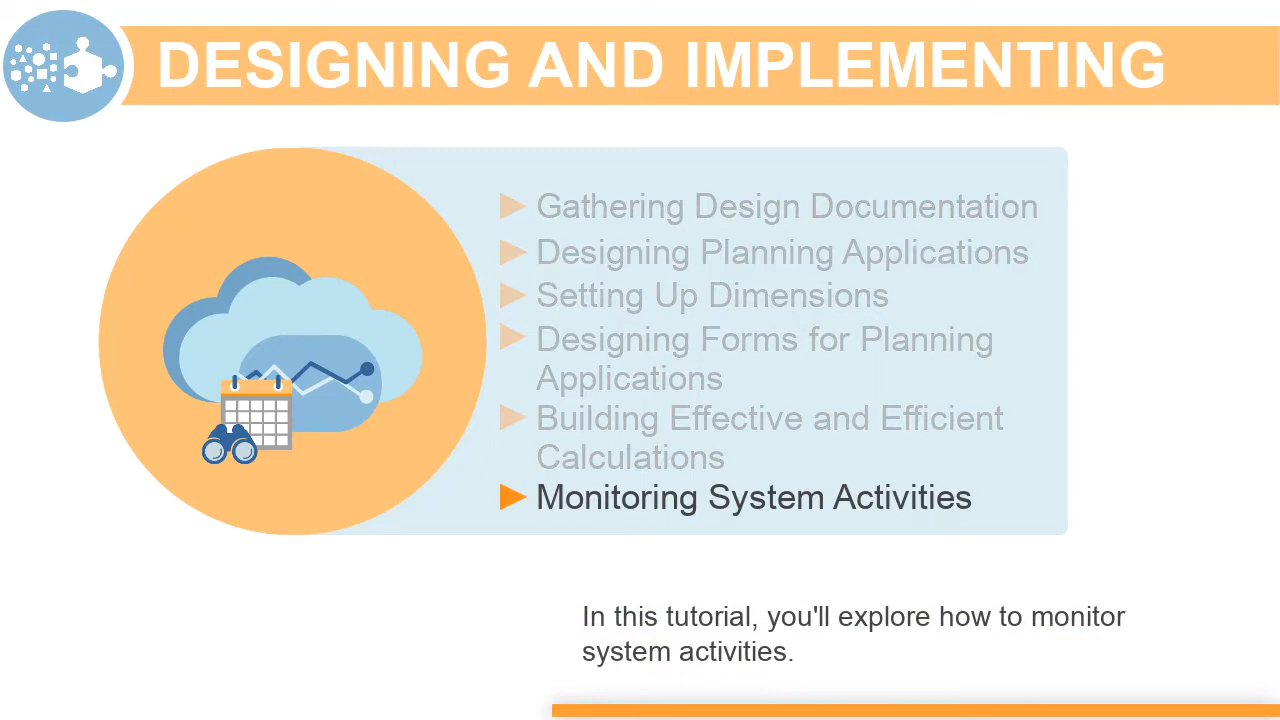 DESIGNING AND IMPLEMENTING
Gathering Design Documentation
Designing Planning Applications
Setting Up Dimensions
Designing Forms for Planning
Applications
Building Effective and Efficient
Calculations
Monitoring System Activities
In this tutorial, you'll explore how to monitor
system activities.